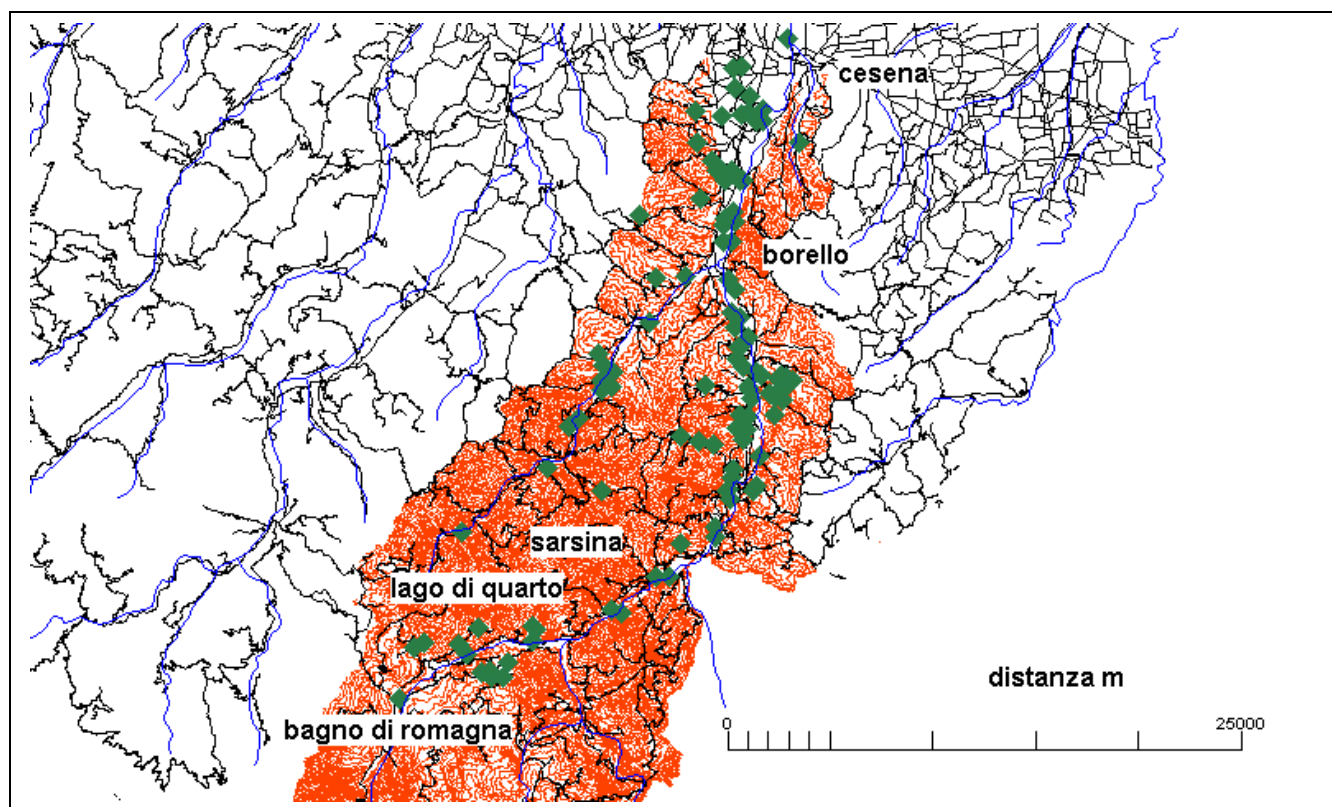 cesena
borello
sarsina
lago di quarto
distanza m
bagno di romagna
0 25000